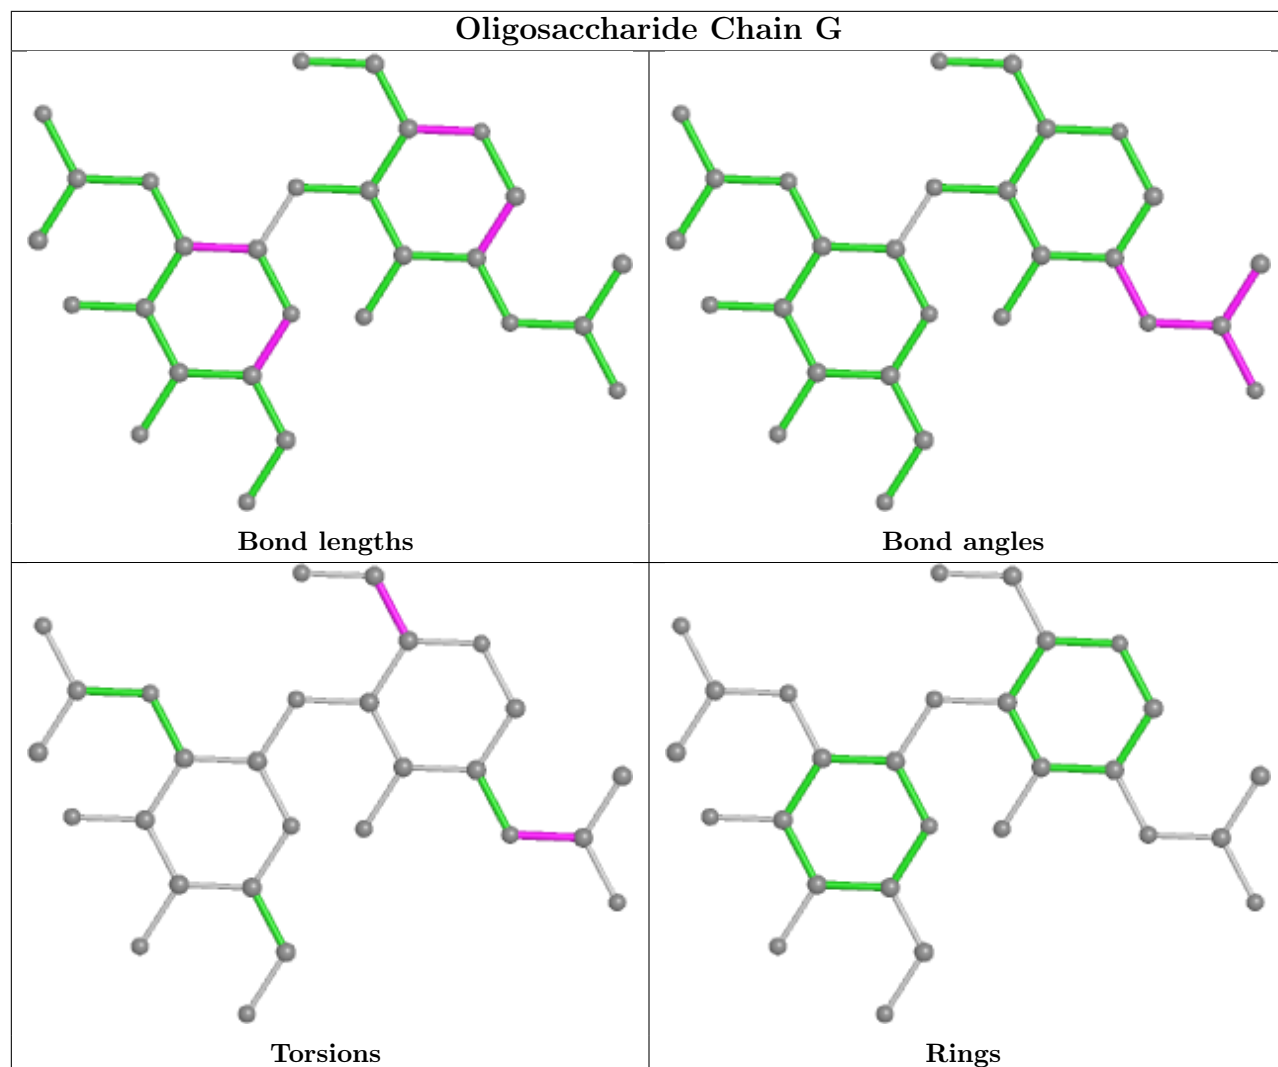 Oligosaccharide Chain G
Bond lengths
Bond angles
Torsions
Rings